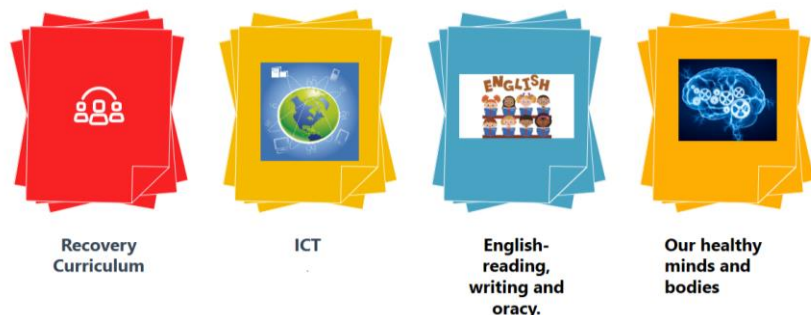 ENGLISH
Recovery
Curriculum
ICT
.
English-
reading,
writing and
oracy.
Our healthy
minds and
bodies